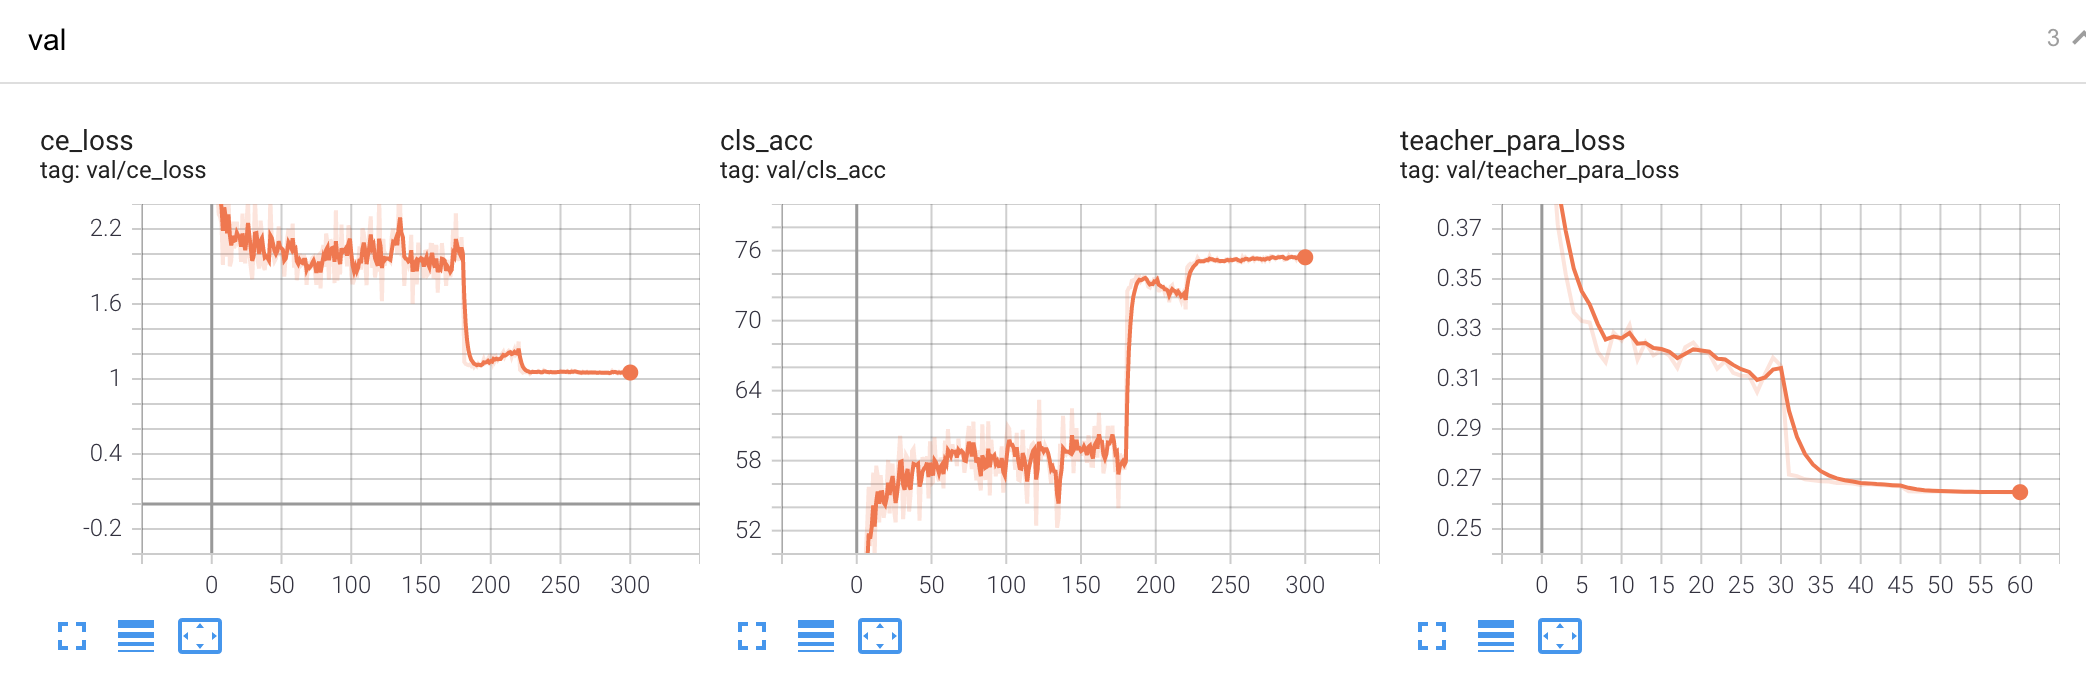 val
3
ce_loss
tag: val/ce_loss
2.2
1.6
1
0.4
-0.2
0 50 100 150 200 250 300
cls_acc
tag: val/cls_acc
76
70
64
58
52
0 50 100 150 200 250 300
teacher_para_loss
tag: val/teacher_para_loss
0.37
0.35
0.33
0.31
0.29
0.27
0.25
0 5 10 15 20 25 30 35 40 45 50 55 60